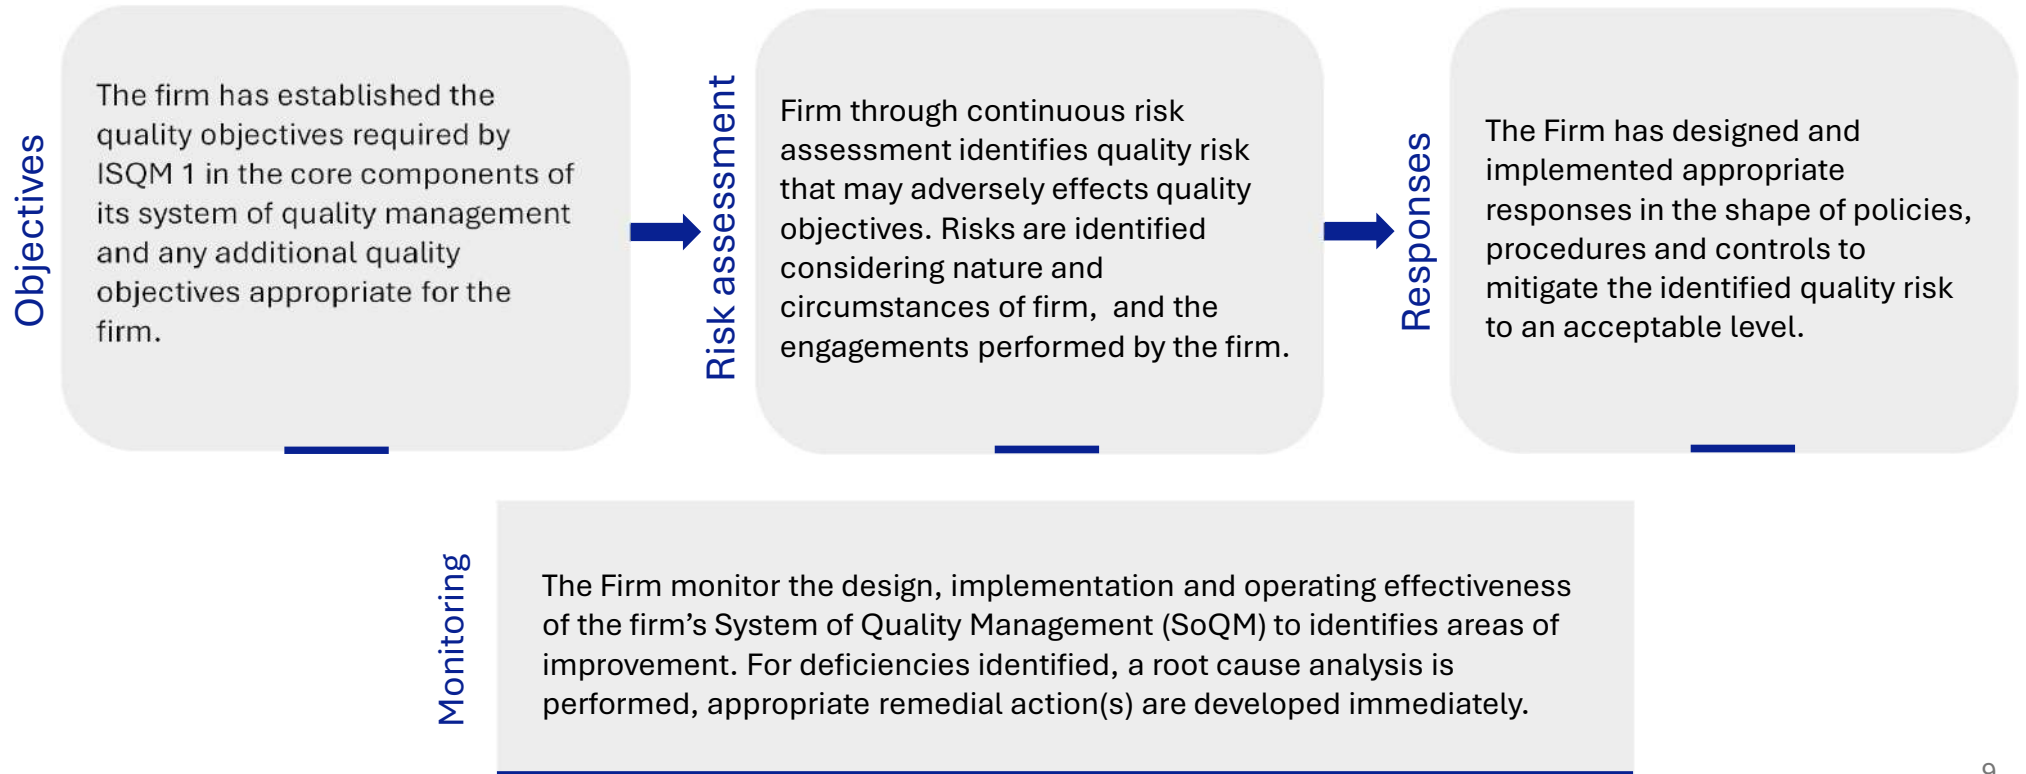 Objectives
The firm has established the
quality objectives required by
ISQM 1 in the core components of
its system of quality management
and any additional quality
objectives appropriate for the
firm.
Risk assessment
Firm through continuous risk
assessment identifies quality risk
that may adversely effects quality
objectives. Risks are identified
considering nature and
circumstances of firm,  and the
engagements performed by the firm.
Responses
The Firm has designed and
implemented appropriate
responses in the shape of policies,
procedures and controls to
mitigate the identified quality risk
to an acceptable level.
Monitoring
The Firm monitor the design, implementation and operating effectiveness
of the firm’s System of Quality Management (SoQM) to identifies areas of
improvement. For deficiencies identified, a root cause analysis is
performed, appropriate remedial action(s) are developed immediately.
9